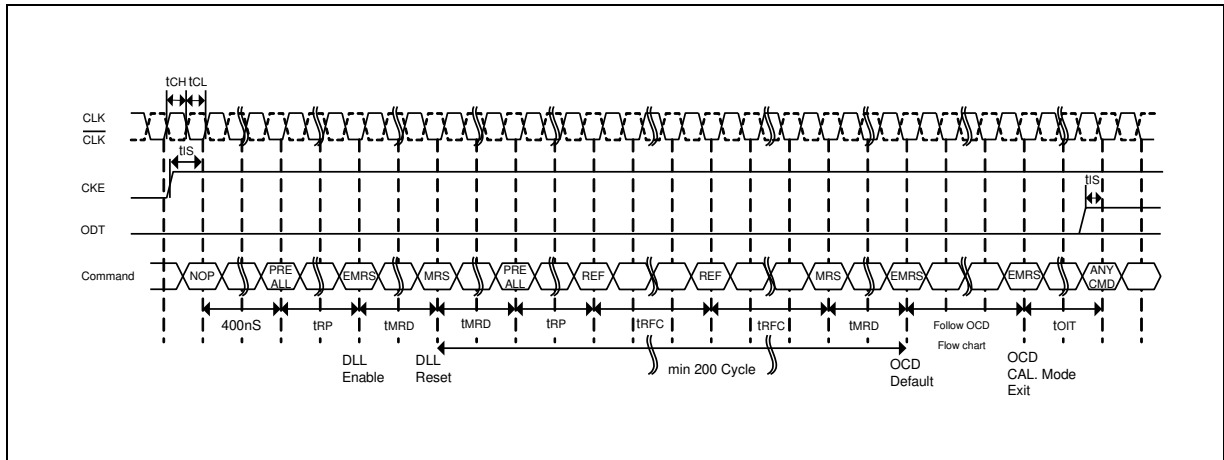 tCH tCL
CLK
CLK
tIS
CKE
tIS
ODT
Command NOP PRE ALL EMRS MRS PRE ALL REF REF MRS EMRS EMRS ANY CMD
400nS tRP tMRD tMRD tRP tRFC tRFC tMRD Follow OCD Flow chart tOIT
DLL Enable
DLL Reset
min 200 Cycle
OCD Default
OCD CAL. Mode Exit